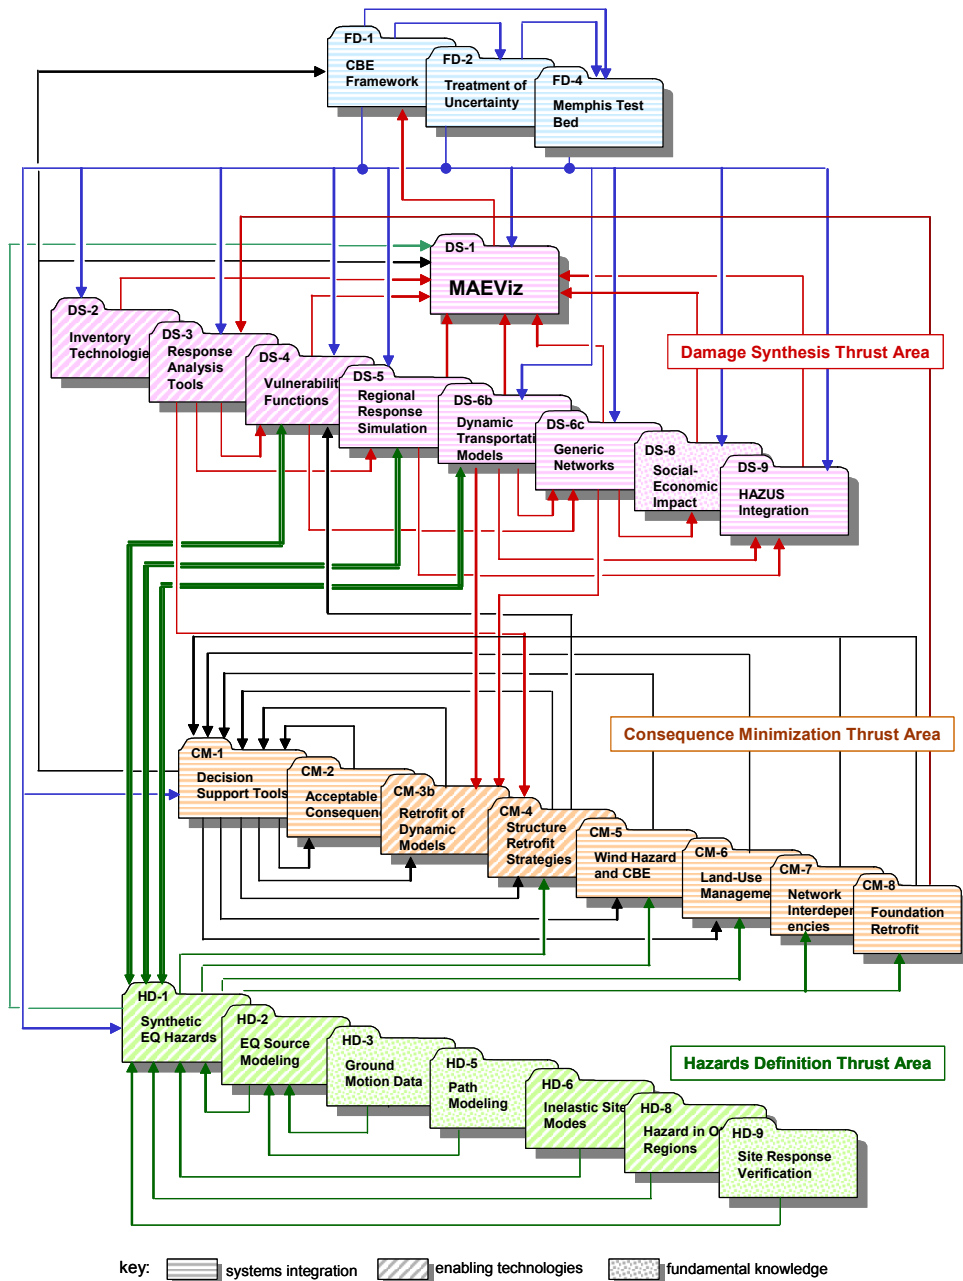 FD-1
CBE
Framework
FD-2
Treatment of
Uncertainty
FD-4
Memphis Test
Bed
DS-1
MAEViz
DS-2
Inventory
Technologie
DS-3
Response
Analysis
Tools
DS-4
Vulnerabilit
Functions
DS-5
Regional
Response
Simulation
DS-6b
Dynamic
Transportati
Models
DS-6c
Generic
Networks
DS-8
Social-
Economic
Impact
DS-9
HAZUS
Integration
Damage Synthesis Thrust Area
Consequence Minimization Thrust Area
CM-1
Decision
Support Tools
CM-2
Acceptable
Consequenc
CM-3b
Retrofit of
Dynamic
Models
CM-4
Structure
Retrofit
Strategies
CM-5
Wind Hazard
and CBE
CM-6
Land-Use
Manageme
CM-7
Network
Interdepen
encies
CM-8
Foundation
Retrofit
HD-1
Synthetic
EQ Hazards
HD-2
EQ Source
Modeling
HD-3
Ground
Motion Data
HD-5
Path
Modeling
HD-6
Inelastic Site
Modes
HD-8
Hazard in O
Regions
HD-9
Site Response
Verification
Hazards Definition Thrust Area
key:
systems integration
enabling technologies
fundamental knowledge